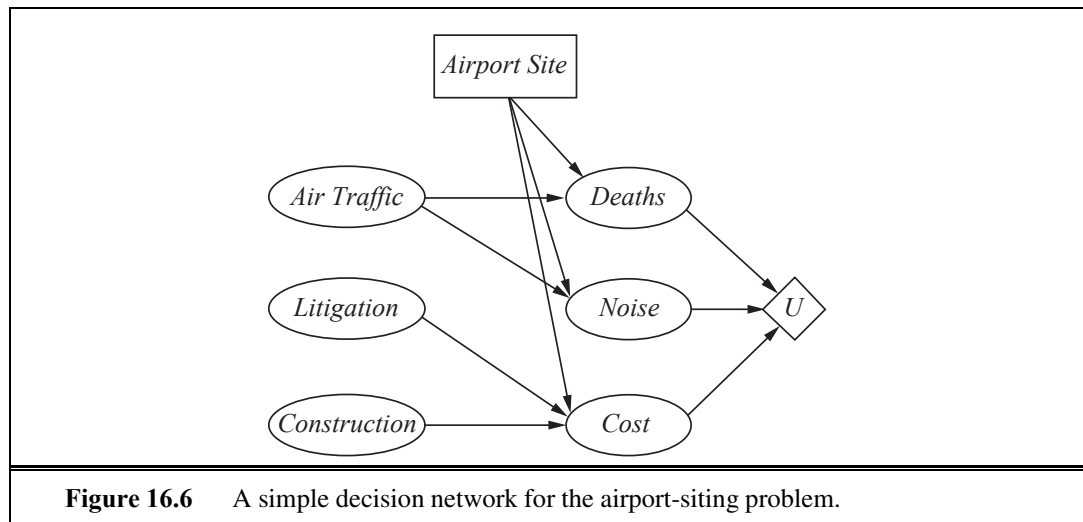 Airport Site
Air Traffic
Deaths
Litigation
Noise
U
Construction
Cost
Figure 16.6 A simple decision network for the airport-siting problem.